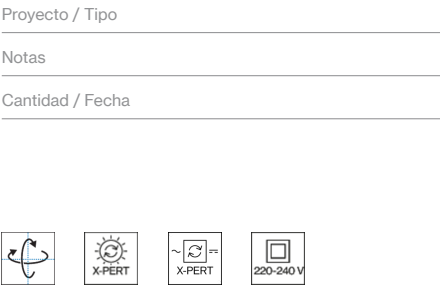 Proyecto / Tipo
Notas
Cantidad / Fecha
X-PERT
X-PERT
220-240 V